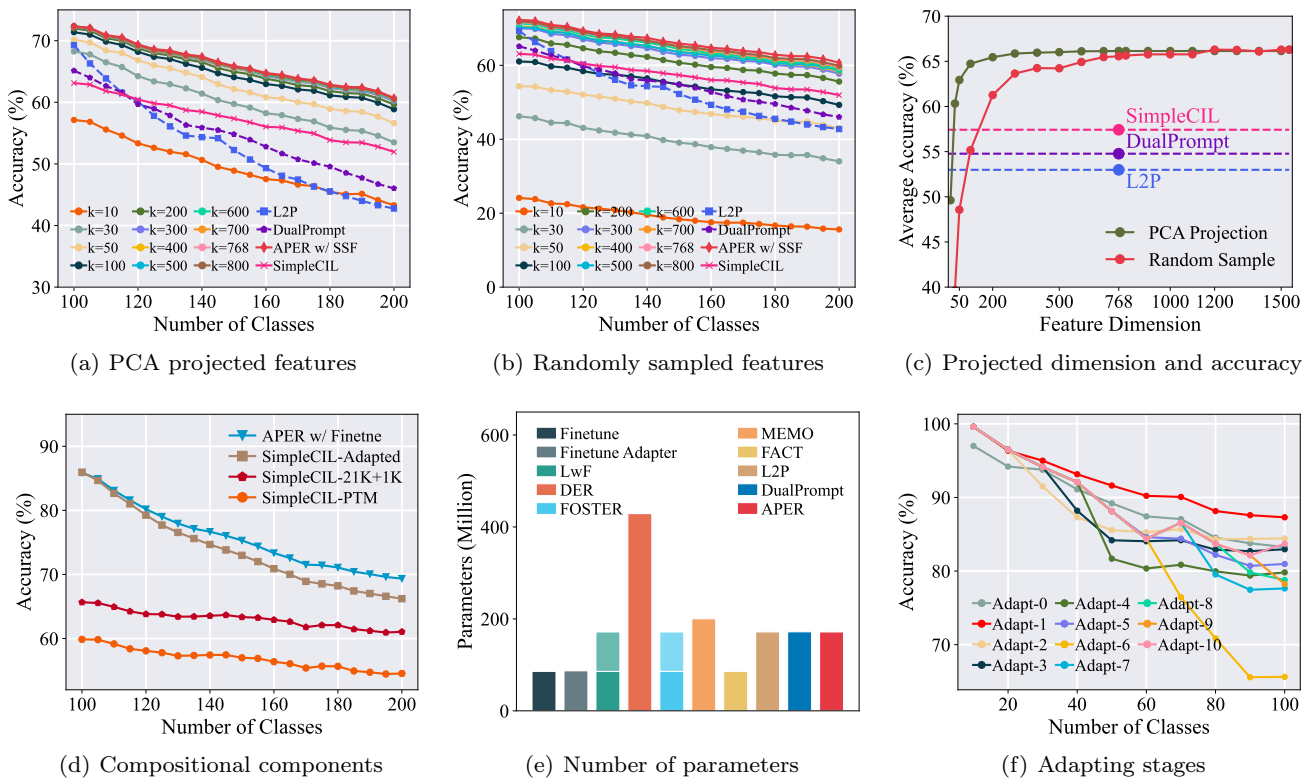 70
60
50
40
30
Accuracy (%)
k=10 k=200 k=600 L2P
k=30 k=300 k=700 DualPrompt
k=50 k=400 k=768 APER w/ SSF
k=100 k=500 k=800 SimpleCIL
100 120 140 160 180 200
Number of Classes
(a) PCA projected features
60
40
20
0
Accuracy (%)
k=10 k=200 k=600 L2P
k=30 k=300 k=700 DualPrompt
k=50 k=400 k=768 APER w/ SSF
k=100 k=500 k=800 SimpleCIL
100 120 140 160 180 200
Number of Classes
(b) Randomly sampled features
70
65
60
55
50
45
40
Average Accuracy (%)
SimpleCIL
DualPrompt
L2P
PCA Projection
Random Sample
50 200 500 768 1000 1200 1500
Feature Dimension
(c) Projected dimension and accuracy
90
80
70
60
Accuracy (%)
APER w/ Finetne
SimpleCIL-Adapted
SimpleCIL-21K+1K
SimpleCIL-PTM
100 120 140 160 180 200
Number of Classes
(d) Compositional components
600
400
200
0
Parameters (Million)
Finetune MEMO
Finetune Adapter FACT
LwF L2P
DER DualPrompt
FOSTER APER
(e) Number of parameters
100
90
80
70
Accuracy (%)
Adapt-0 Adapt-4 Adapt-8
Adapt-1 Adapt-5 Adapt-9
Adapt-2 Adapt-6 Adapt-10
Adapt-3 Adapt-7
20 40 60 80 100
Number of Classes
(f) Adapting stages